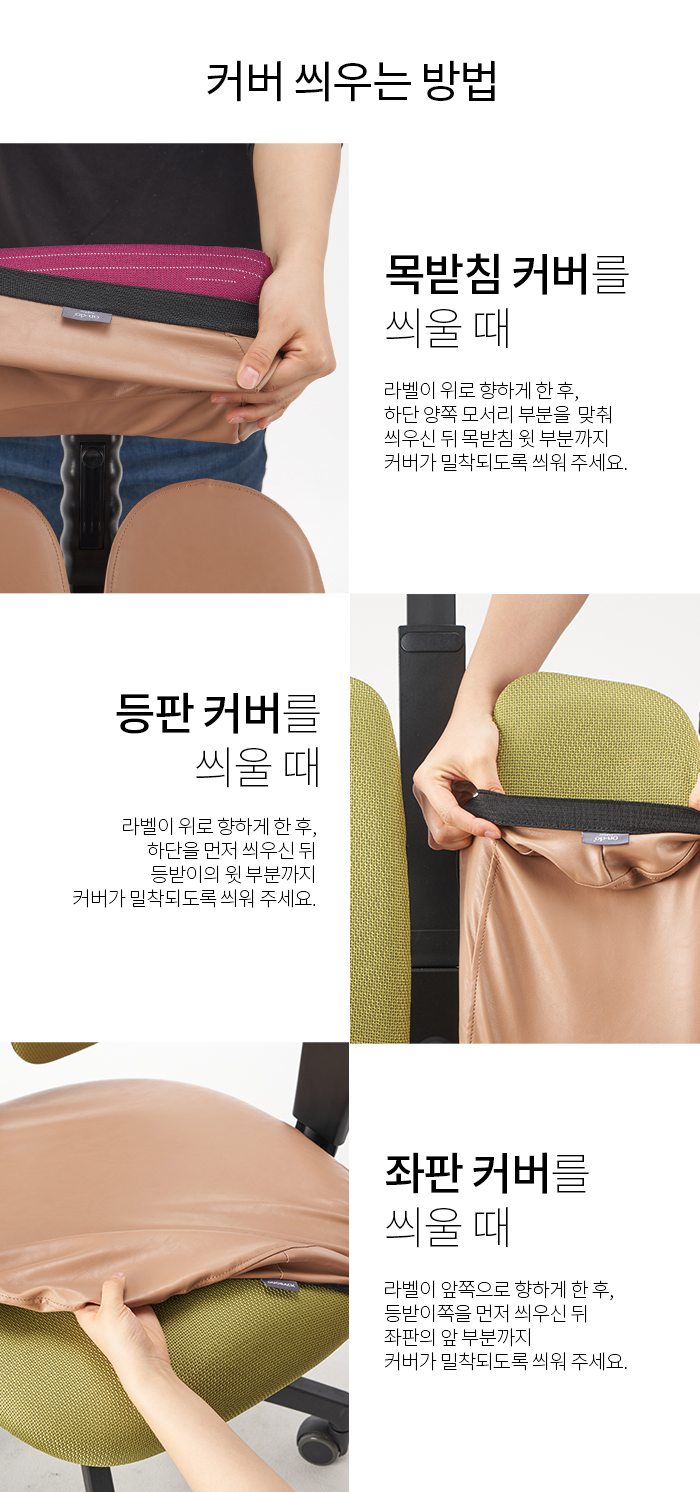 커버 씌우는 방법
목받침 커버를
씌울 때
라벨이 위로 향하게 한 후,
하단 양쪽 모서리 부분을 맞춰
씌우신 뒤 목받침 윗 부분까지
커버가 밀착되도록 씌워 주세요.
등판 커버를
씌울 때
라벨이 위로 향하게 한 후,
하단을 먼저 씌우신 뒤
등받이의 윗 부분까지
커버가 밀착되도록 씌워 주세요.
좌판 커버를
씌울 때
라벨이 앞쪽으로 향하게 한 후,
등받이쪽을 먼저 씌우신 뒤
좌판의 앞 부분까지
커버가 밀착되도록 씌워 주세요.